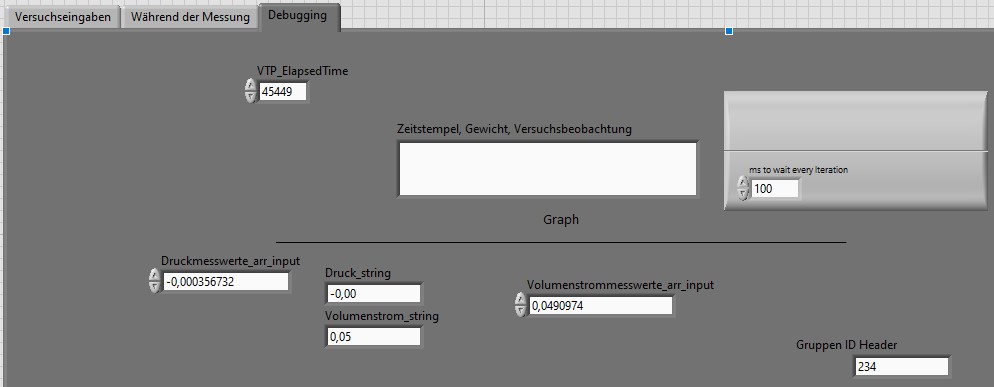 Versuchseingaben
Während der Messung
Debugging
VTP_ElapsedTime
45449
Zeitstempel, Gewicht, Versuchsbeobachtung
ms to wait every Iteration
100
Graph
Druckmesswerte_arr_input
-0,000356732
Druck_string
-0,00
Volumenstrom_string
0,05
Volumenstrommesswerte_arr_input
0,0490974
Gruppen ID Header
234